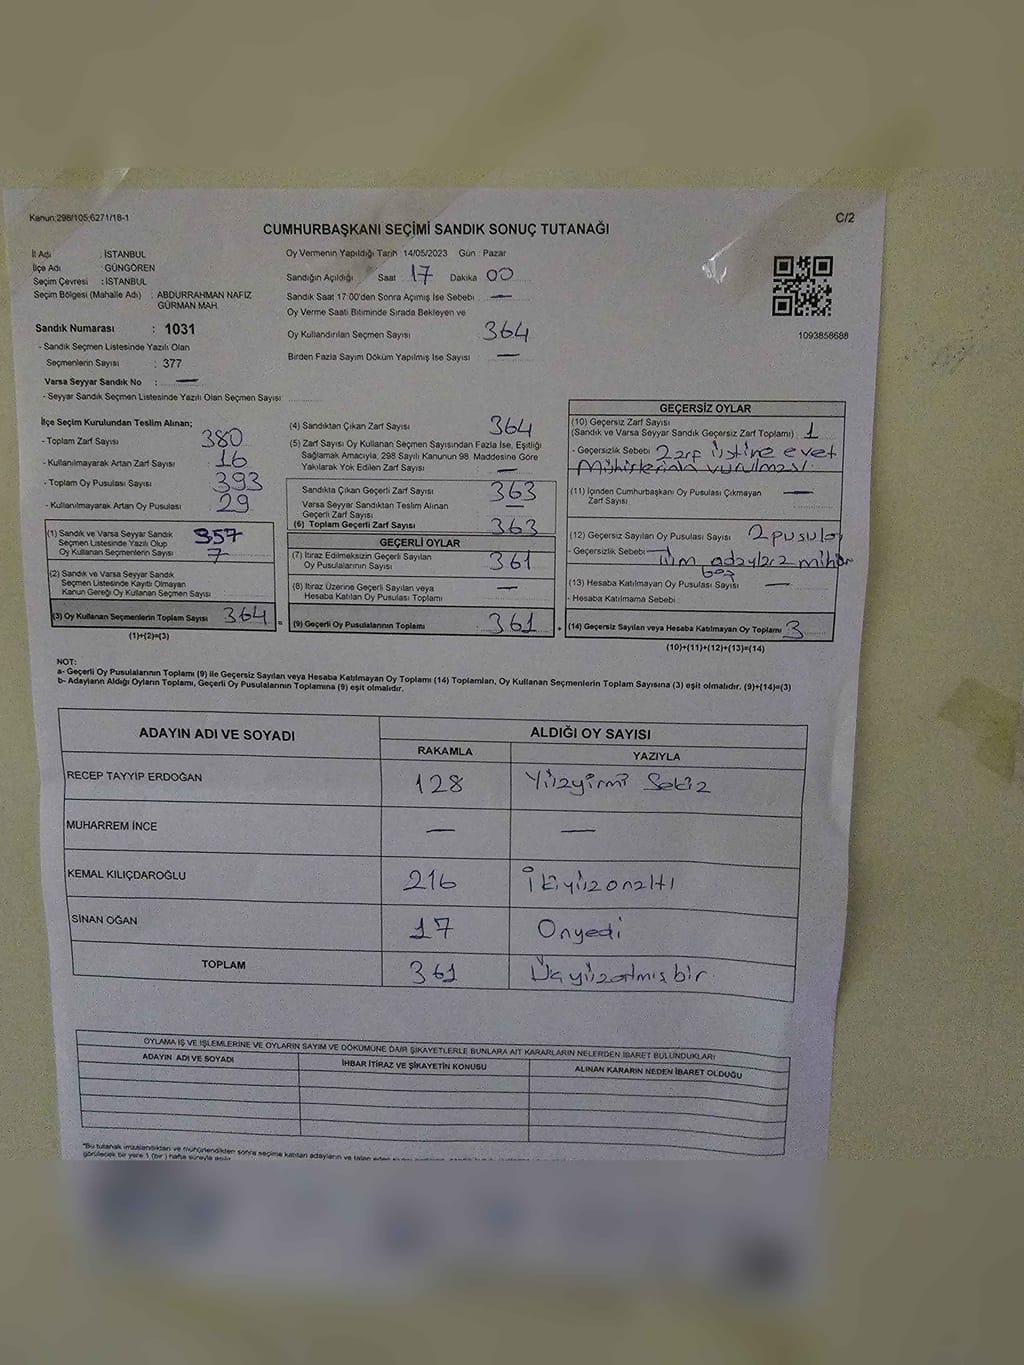 Kanun:298/105;6271/18-1
C/2
CUMHURBAŞKANI SEÇİMİ SANDIK SONUÇ TUTANAĞI
İl Adı : İSTANBUL
İlçe Adı : GÜNGÖREN
Seçim Çevresi : İSTANBUL
Seçim Bölgesi (Mahalle Adı) : ABDURRAHMAN NAFİZ
GÜRMAN MAH.
Sandık Numarası : 1031
- Sandık Seçmen Listesinde Yazılı Olan
Seçmenlerin Sayısı : 377
Varsa Seyyar Sandık No : —
- Seyyar Sandık Seçmen Listesinde Yazılı Olan Seçmen Sayısı:
Oy Vermenin Yapıldığı Tarih 14/05/2023 Gün : Pazar
Sandığın Açıldığı Saat 17 Dakika 00
Sandık Saat 17:00'den Sonra Açımış İse Sebebi —
Oy Verme Saati Bitiminde Sırada Bekleyen ve
Oy Kullandırılan Seçmen Sayısı 364
Birden Fazla Sayım Döküm Yapılmış İse Sayısı —
1093858688
İlçe Seçim Kurulundan Teslim Alınan;
- Toplam Zarf Sayısı 380
- Kullanılmayarak Artan Zarf Sayısı 16
- Toplam Oy Pusulası Sayısı 393
- Kullanılmayarak Artan Oy Pusulası 29
(1) Sandık ve Varsa Seyyar Sandık 357
Seçmen Listesinde Yazılı Olup
Oy Kullanan Seçmenlerin Sayısı 7
(2) Sandık ve Varsa Seyyar Sandık
Seçmen Listesinde Kayıtlı Olmayan
Kanun Gereği Oy Kullanan Seçmen Sayısı :
(3) Oy Kullanan Seçmenlerin Toplam Sayısı 364 =
(1)+(2)=(3)
(4) Sandıktan Çıkan Zarf Sayısı 364
(5) Zarf Sayısı Oy Kullanan Seçmen Sayısından Fazla İse, Eşitliği
Sağlamak Amacıyla, 298 Sayılı Kanunun 98. Maddesine Göre
Yakılarak Yok Edilen Zarf Sayısı —
Sandıkta Çıkan Geçerli Zarf Sayısı 363
Varsa Seyyar Sandıktan Teslim Alınan
Geçerli Zarf Sayısı —
(6) Toplam Geçerli Zarf Sayısı 363
GEÇERLİ OYLAR
(7) İtiraz Edilmeksizin Geçerli Sayılan
Oy Pusulalarının Sayısı 361
(8) İtiraz Üzerine Geçerli Sayılan veya
Hesaba Katılan Oy Pusulası Toplamı —
(9) Geçerli Oy Pusulalarının Toplamı 361 +
GEÇERSİZ OYLAR
(10) Geçersiz Zarf Sayısı
(Sandık ve Varsa Seyyar Sandık Geçersiz Zarf Toplamı) 1
- Geçersizlik Sebebi zarf üstüne evet
vurulması
(11) İçinden Cumhurbaşkanı Oy Pusulası Çıkmayan
Zarf Sayısı —
(12) Geçersiz Sayılan Oy Pusulası Sayısı 2 pusula
- Geçersizlik Sebebi tüm adaylara
(13) Hesaba Katılmayan Oy Pusulası Sayısı —
- Hesaba Katılmama Sebebi
(14) Geçersiz Sayılan veya Hesaba Katılmayan Oy Toplamı 3
(10)+(11)+(12)+(13)=(14)
NOT:
a- Geçerli Oy Pusulalarının Toplamı (9) ile Geçersiz Sayılan veya Hesaba Katılmayan Oy Toplamı (14) Toplamları, Oy Kullanan Seçmenlerin Toplam Sayısına (3) eşit olmalıdır. (9)+(14)=(3)
b- Adayların Aldığı Oyların Toplamı, Geçerli Oy Pusulalarının Toplamına (9) eşit olmalıdır.
ADAYIN ADI VE SOYADI ALDIĞI OY SAYISI
RAKAMLA YAZIYLA
RECEP TAYYİP ERDOĞAN 128 Yüzyirmi Sekiz
MUHARREM İNCE — —
KEMAL KILIÇDAROĞLU 216 İkiyüzonaltı
SİNAN OĞAN 17 Onyedi
TOPLAM 361 Üçyüzatmışbir
OYLAMA İŞ VE İŞLEMLERİNE VE OYLARIN SAYIM VE DÖKÜMÜNE DAİR ŞİKAYETLERLE BUNLARA AİT KARARLARIN NELERDEN İBARET BULUNDUKLARI
ADAYIN ADI VE SOYADI İHBAR İTİRAZ VE ŞİKAYETİN KONUSU ALINAN KARARIN NEDEN İBARET OLDUĞU
"Bu tutanak imzalandıktan ve mühürlendikten sonra seçime katılan adayların ve talan eden
görülecek bir yere 1 (bir) hafta süreyle asılır.